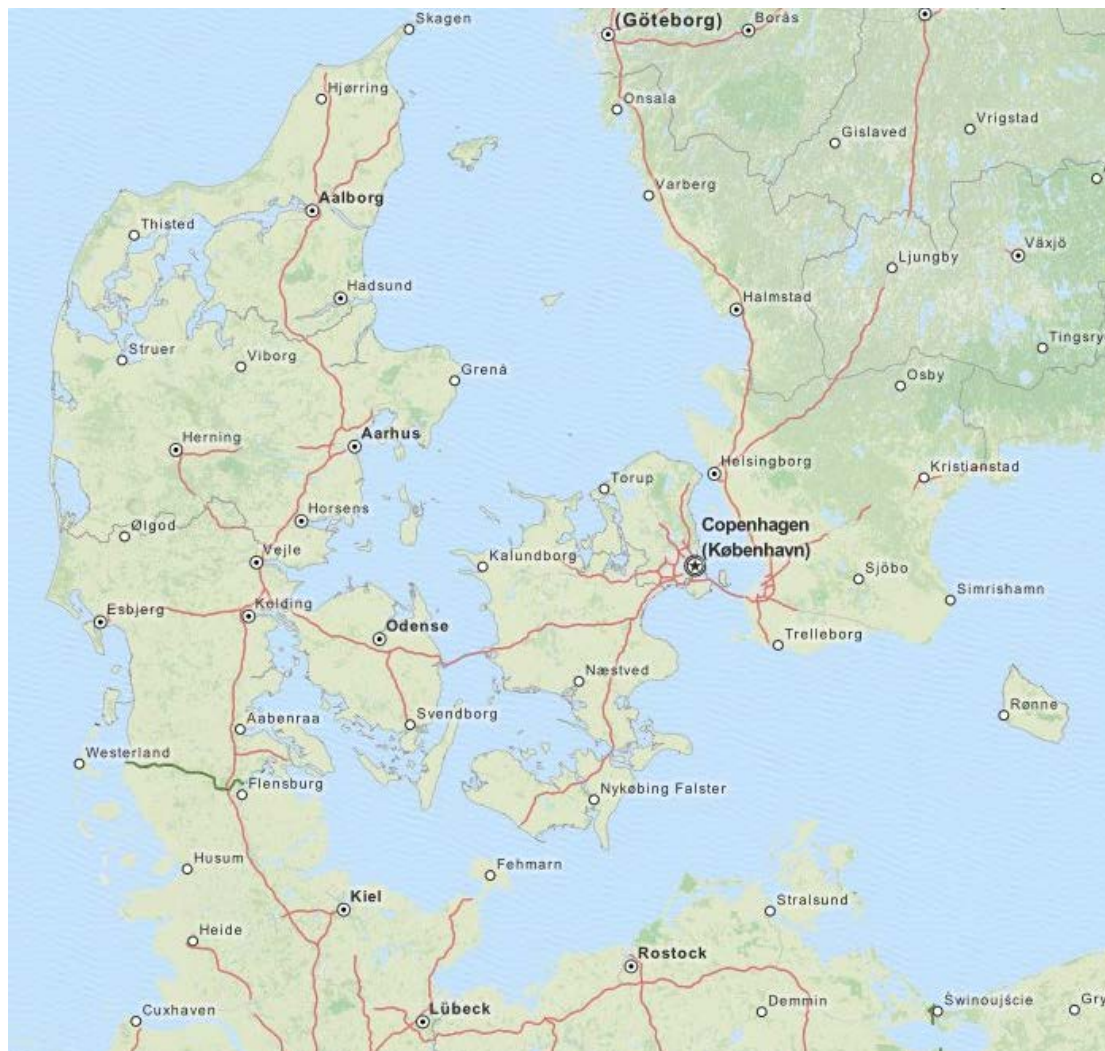 Skagen
(Göteborg)
Borås
Hjørring
Onsala
Gislaved
Vrigstad
Varberg
Aalborg
Thisted
Växjö
Ljungby
Hadsund
Halmstad
Struer
Viborg
Tingsry
Grenå
Osby
Herning
Aarhus
Helsingborg
Kristianstad
Torup
Horsens
Ølgod
Copenhagen
(København)
Vejle
Kalundborg
Sjöbo
Simrishamn
Esbjerg
Kolding
Odense
Trelleborg
Næstved
Rønne
Aabenraa
Svendborg
Westerland
Flensburg
Nykøbing Falster
Husum
Fehmarn
Kiel
Stralsund
Heide
Rostock
Cuxhaven
Lübeck
Demmin
Świnoujście
Gry